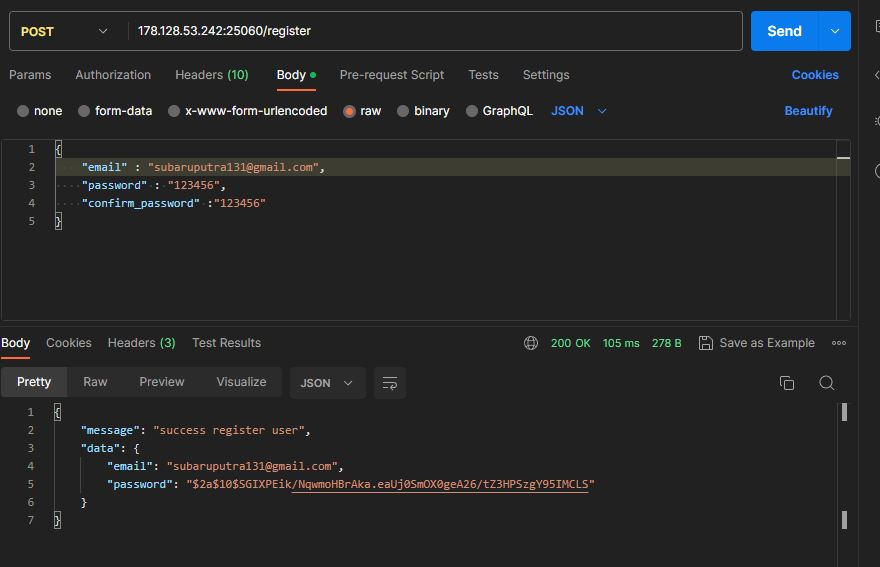 POST 178.128.53.242:25060/register Send
Params Authorization Headers (10) Body Pre-request Script Tests Settings Cookies
none form-data x-www-form-urlencoded raw binary GraphQL JSON Beautify
1 {
2 "email" : "subaruputra131@gmail.com",
3 "password" : "123456",
4 "confirm_password" :"123456"
5 }
Body Cookies Headers (3) Test Results 200 OK 105 ms 278 B Save as Example
Pretty Raw Preview Visualize JSON
1 {
2 "message": "success register user",
3 "data": {
4 "email": "subaruputra131@gmail.com",
5 "password": "$2a$10$SGIXPEik/NqwmoHBrAka.eaUj0SmOX0geA26/tZ3HPSzgY95IMCLS"
6 }
7 }